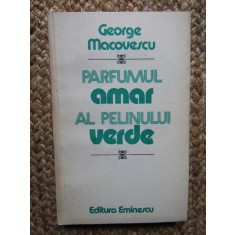 George
Macovescu
PARFUMUL
amar
AL PELINULUI
verde
Editura Eminescu